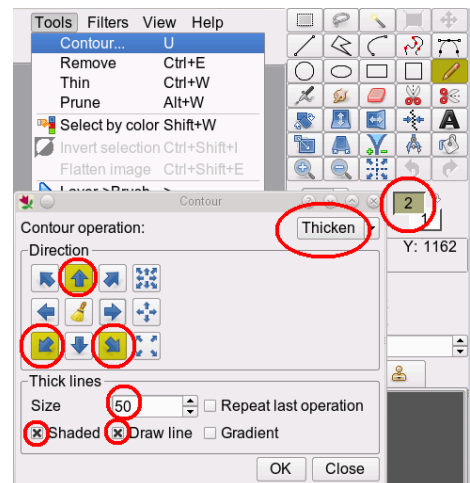 Tools Filters View Help
Contour... U
Remove Ctrl+E
Thin Ctrl+W
Prune Alt+W
Select by color Shift+W
Invert selection Ctrl+Shift+I
Flatten image Ctrl+Shift+E
Layer->Brush >
A
Contour
2
1
Contour operation: Thicken
Y: 1162
Direction
Thick lines
Size 50 Repeat last operation
Shaded Draw line Gradient
OK Close